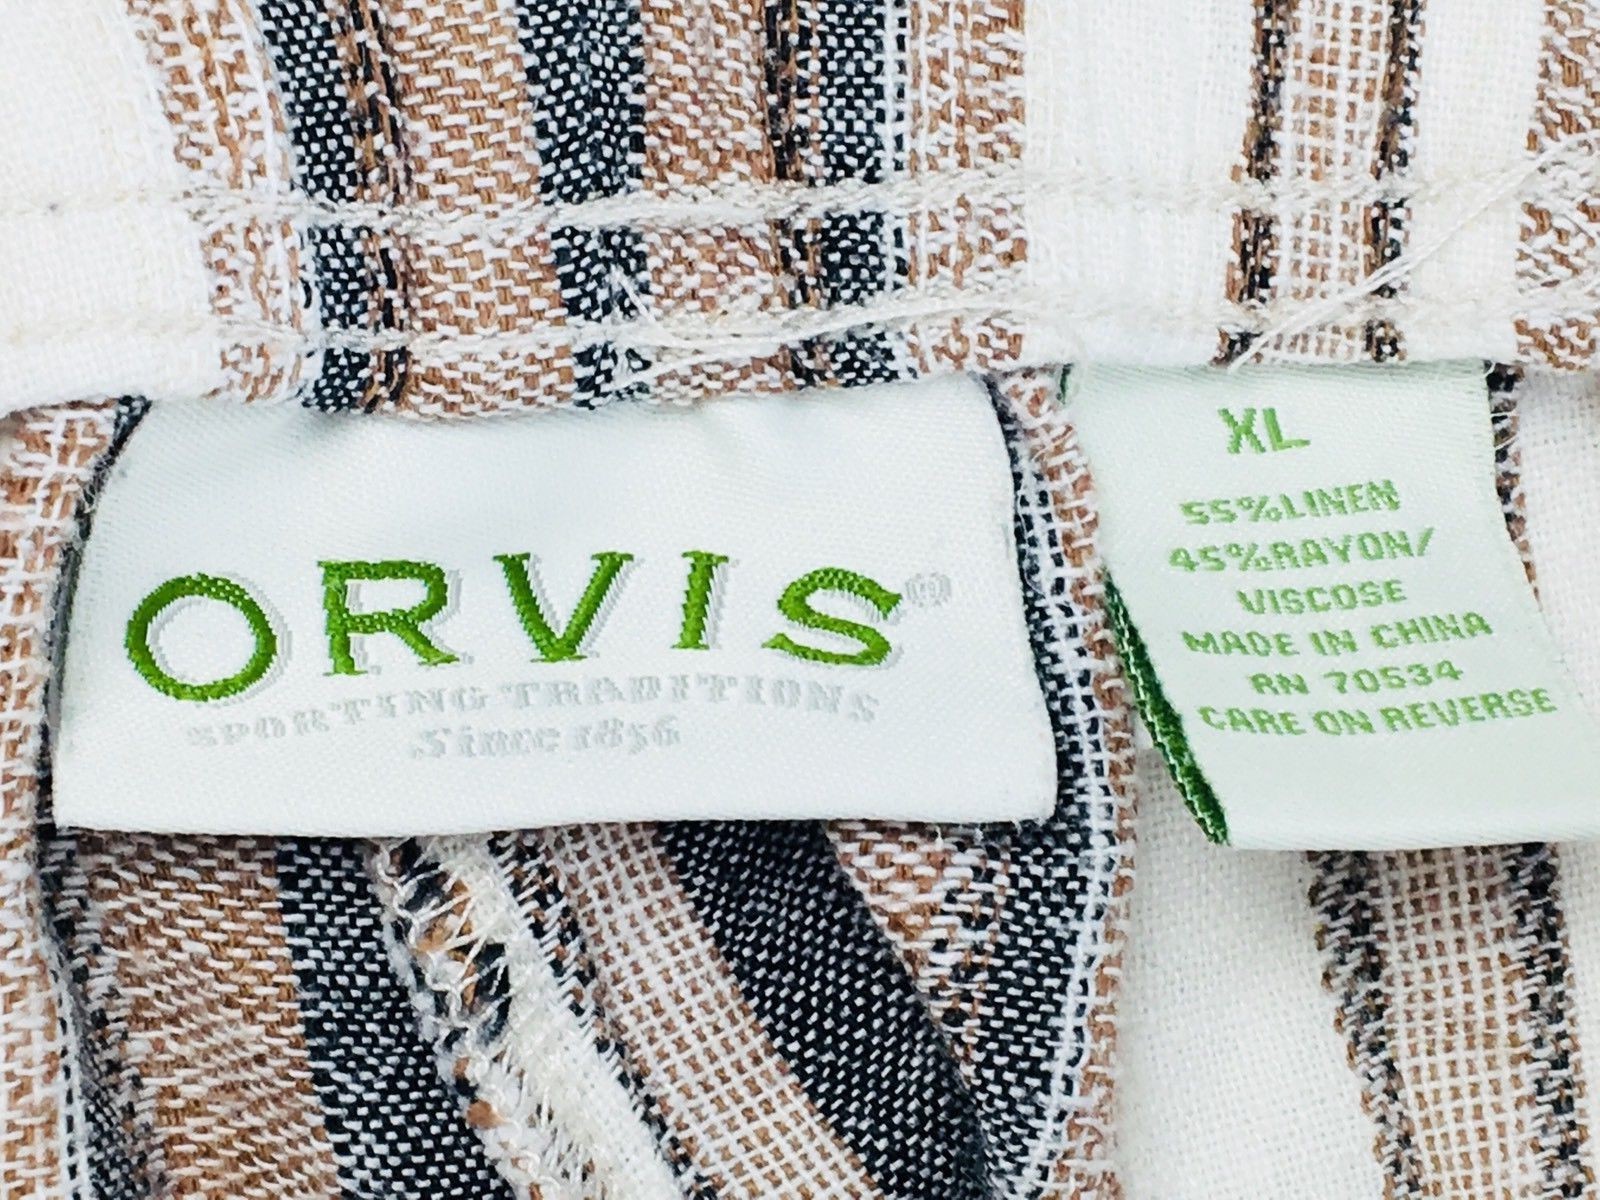 ORVIS®
SPORTING TRADITIONS
Since 1856
XL
55%LINEN
45%RAYON/
VISCOSE
MADE IN CHINA
RN 70534
CARE ON REVERSE